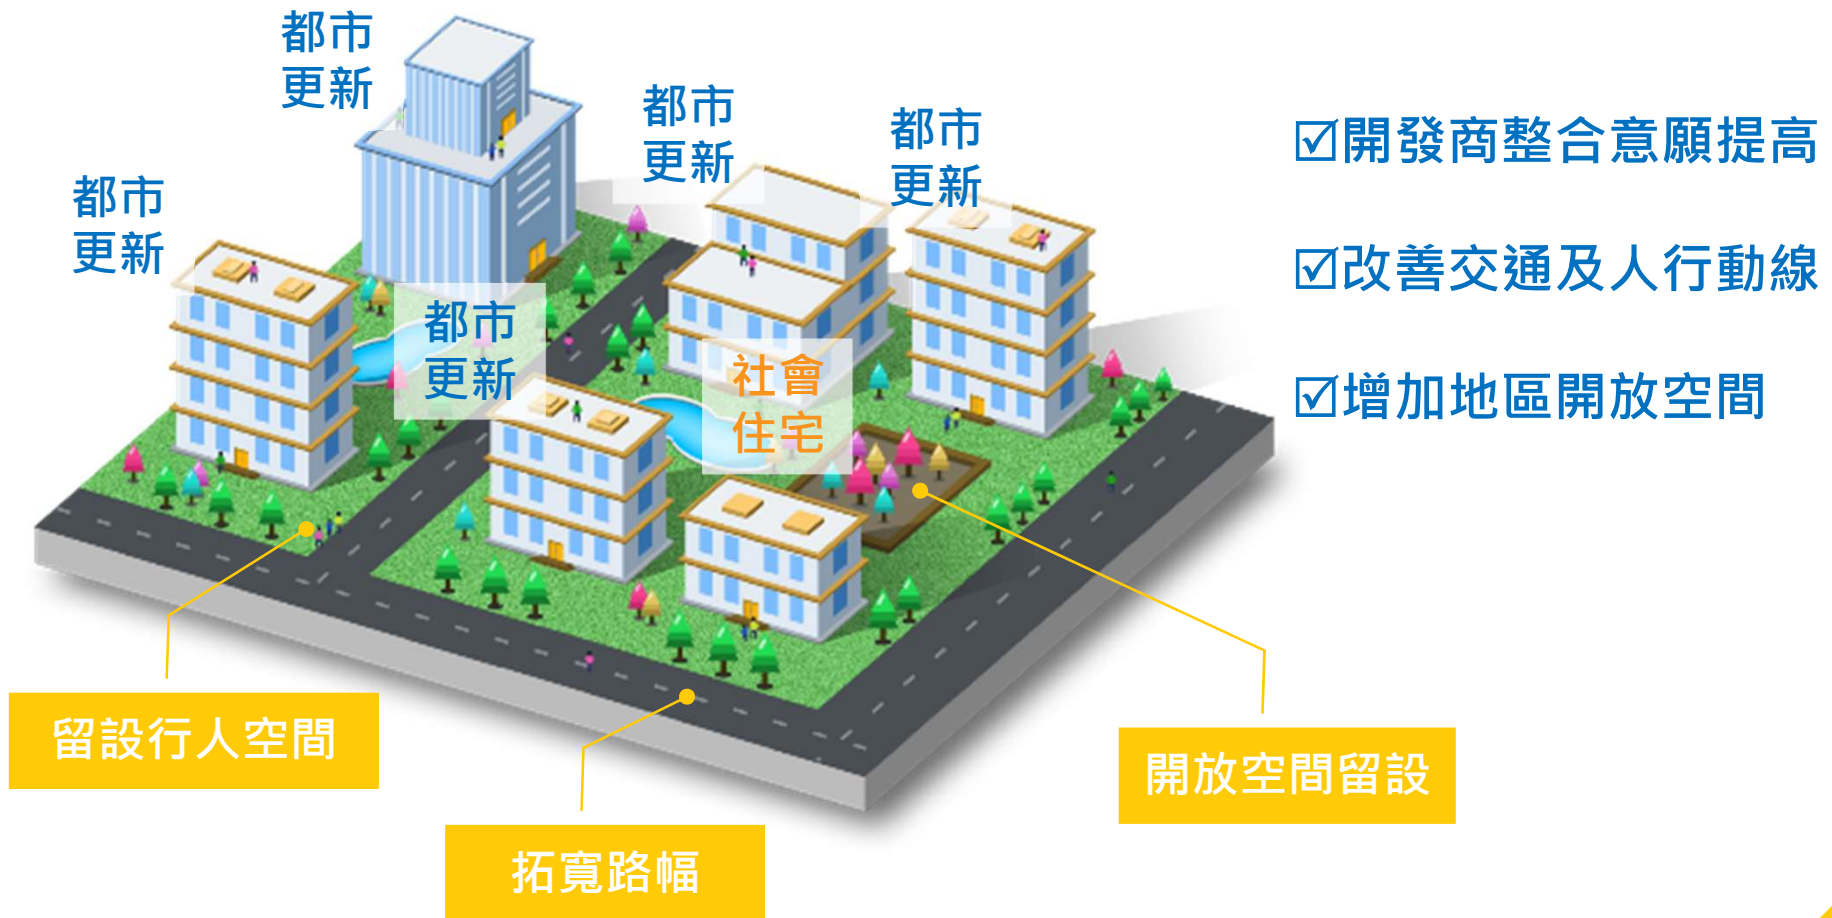 都市
更新
都市
更新
都市
更新
都市
更新
都市
更新
社會
住宅
☑開發商整合意願提高
☑改善交通及人行動線
☑增加地區開放空間
留設行人空間
拓寬路幅
開放空間留設